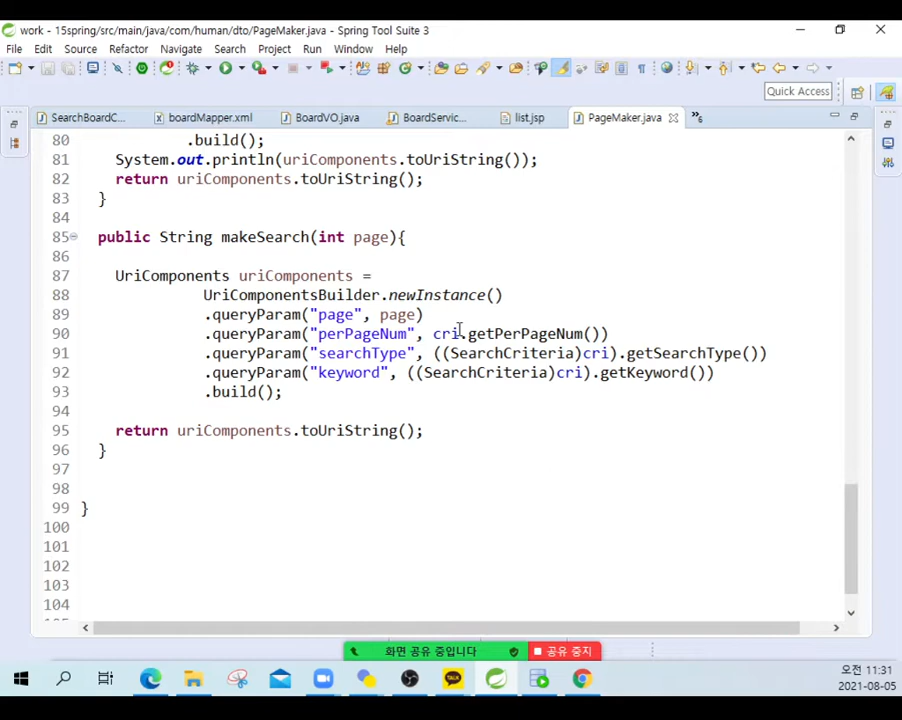 work - 15spring/src/main/java/com/human/dto/PageMaker.java - Spring Tool Suite 3
File Edit Source Refactor Navigate Search Project Run Window Help
Quick Access
SearchBoardC... boardMapper.xml BoardVO.java BoardServic... list.jsp PageMaker.java »6
80 .build();
81 System.out.println(uriComponents.toUriString());
82 return uriComponents.toUriString();
83 }
84
85 public String makeSearch(int page){
86
87 UriComponents uriComponents =
88 UriComponentsBuilder.newInstance()
89 .queryParam("page", page)
90 .queryParam("perPageNum", cri.getPerPageNum())
91 .queryParam("searchType", ((SearchCriteria)cri).getSearchType())
92 .queryParam("keyword", ((SearchCriteria)cri).getKeyword())
93 .build();
94
95 return uriComponents.toUriString();
96 }
97
98
99 }
100
101
102
103
104
화면 공유 중입니다 공유 중지
TALK
오전 11:31
2021-08-05